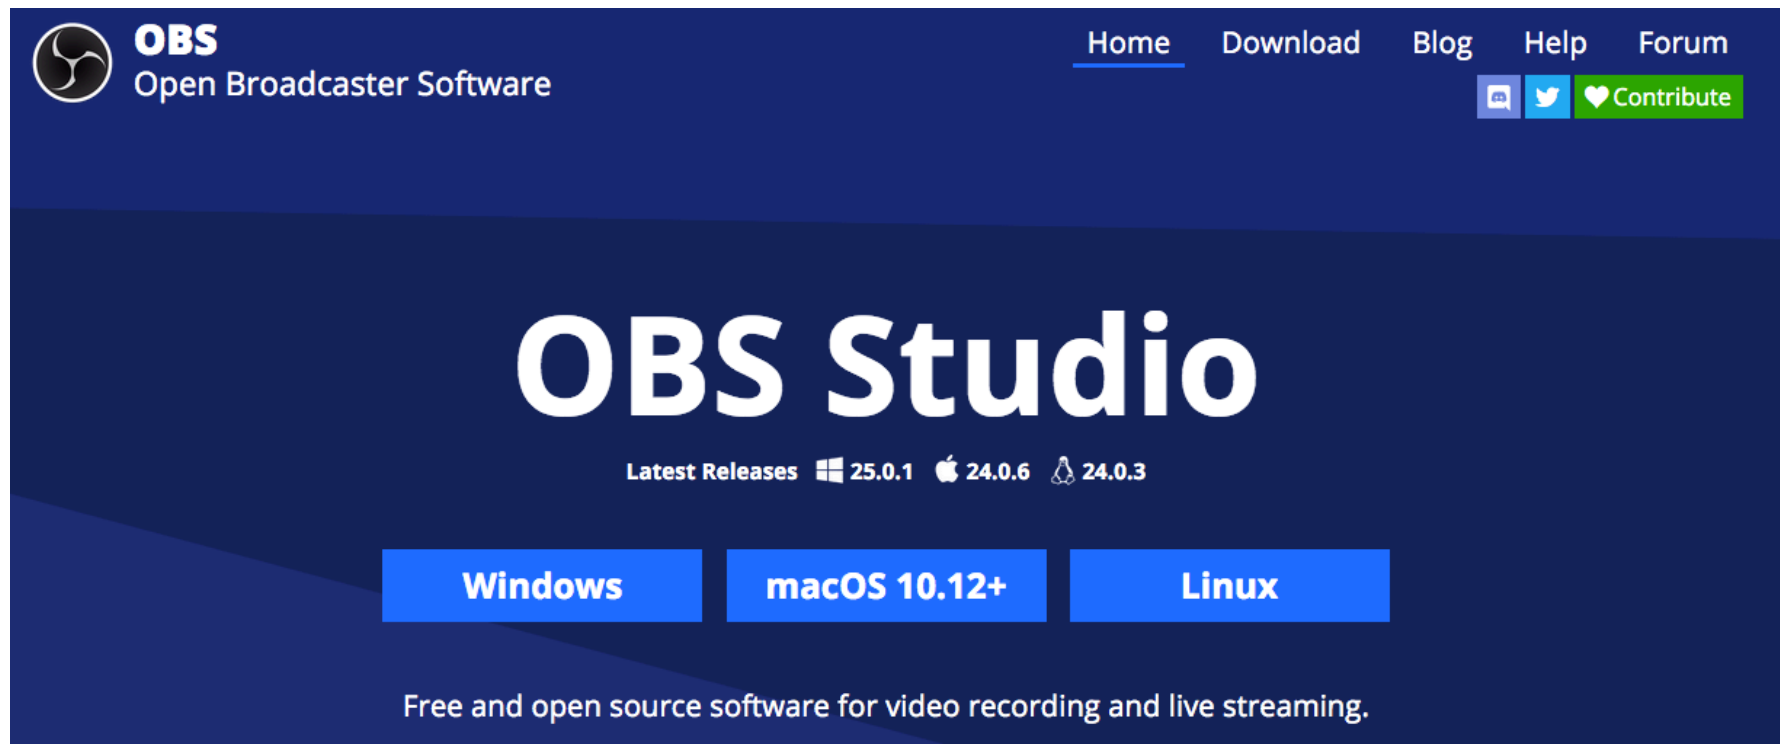 OBS
Open Broadcaster Software
Home Download Blog Help Forum
Contribute
OBS Studio
Latest Releases 25.0.1 24.0.6 24.0.3
Windows macOS 10.12+ Linux
Free and open source software for video recording and live streaming.